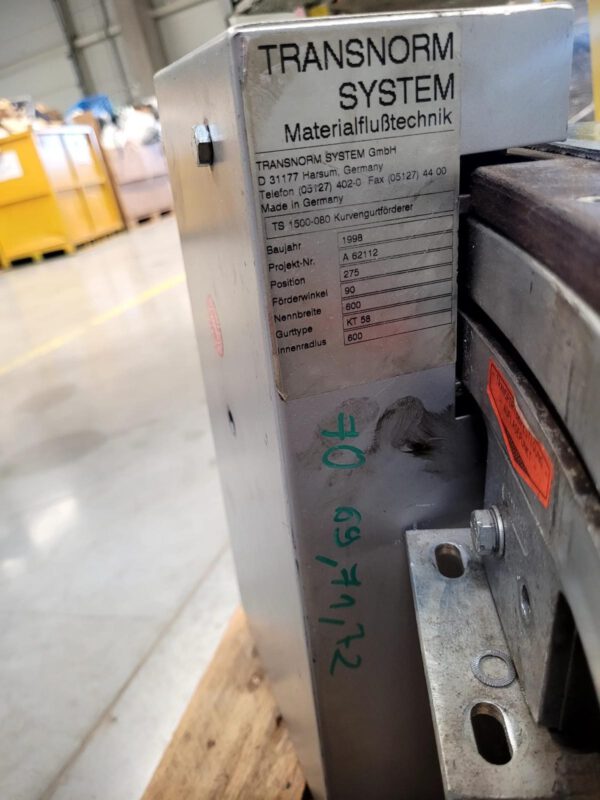 TRANSNORM
SYSTEM
Materialflußtechnik
TRANSNORM SYSTEM GmbH
D 31177 Harsum, Germany
Telefon (05127) 402-0 Fax (05127) 44 00
Made in Germany
TS 1500-080 Kurvengurtförderer
Baujahr 1998
Projekt-Nr. A 62112
Position 275
Förderwinkel 90
Nennbreite 600
Gurttype KT 58
Innenradius 600
70
69,71,72